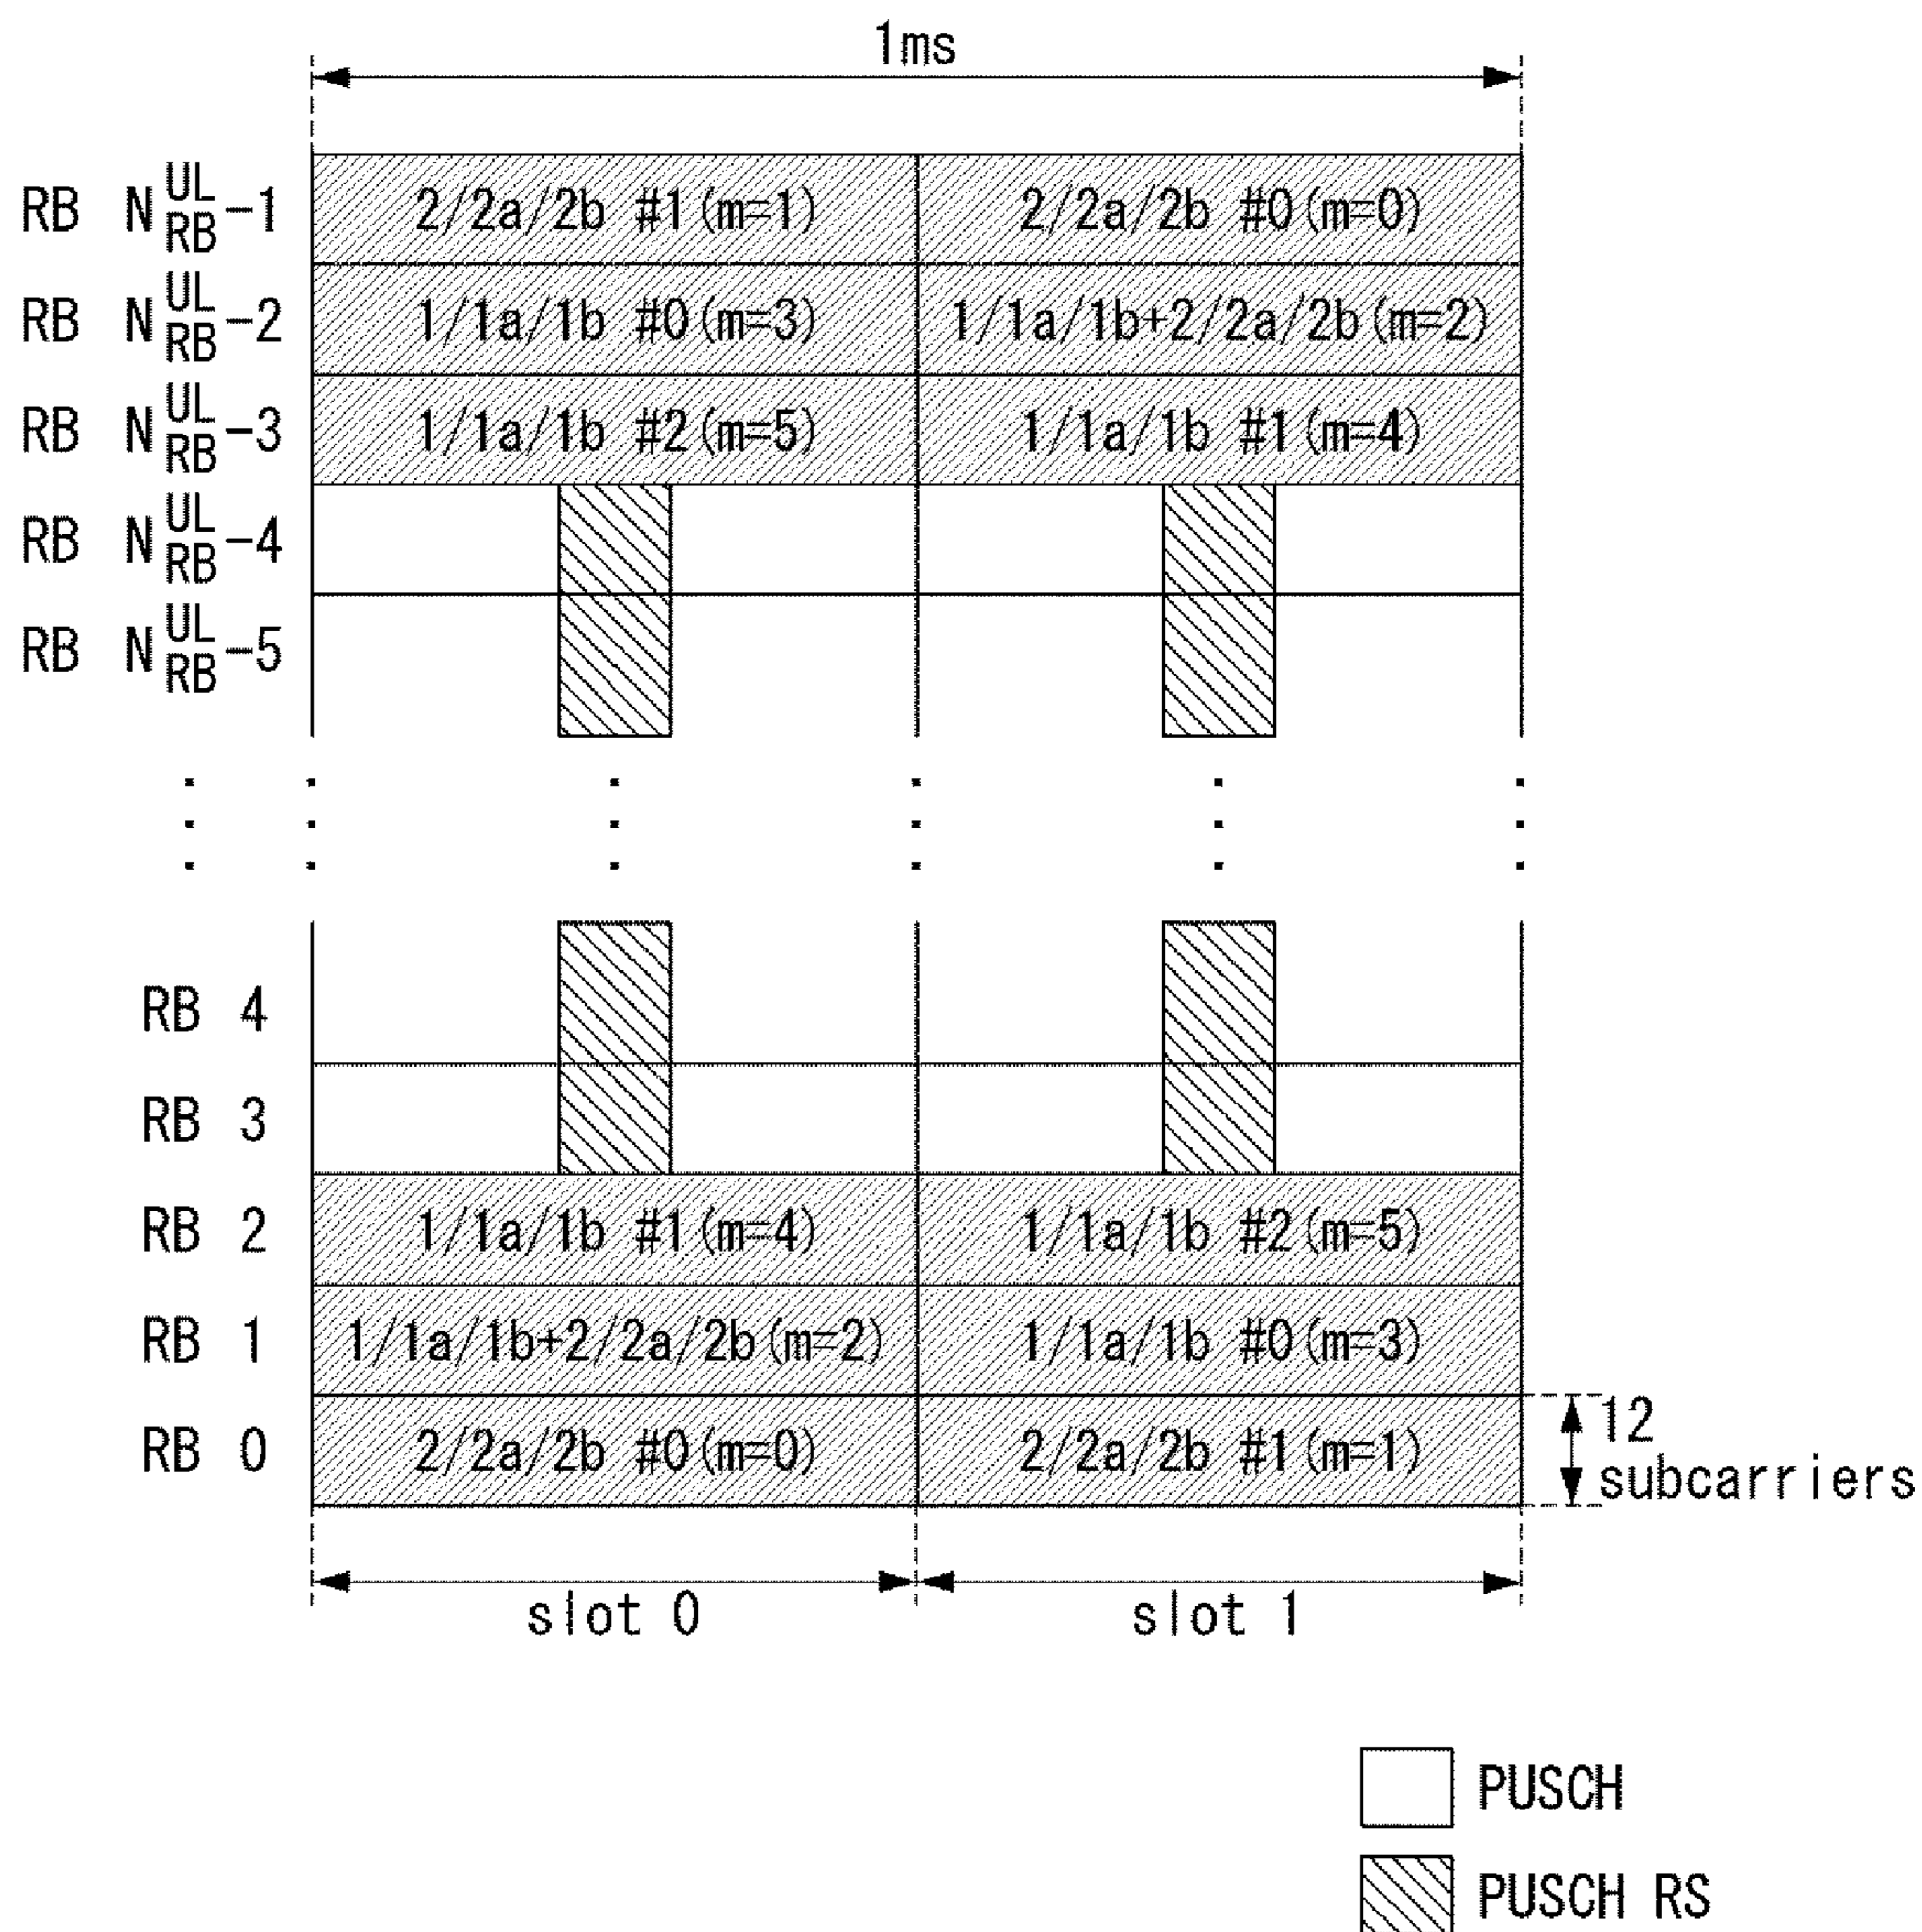 1ms
RB N UL RB -1 2/2a/2b #1(m=1) 2/2a/2b #0(m=0)
RB N UL RB -2 1/1a/1b #0(m=3) 1/1a/1b+2/2a/2b(m=2)
RB N UL RB -3 1/1a/1b #2(m=5) 1/1a/1b #1(m=4)
RB N UL RB -4
RB N UL RB -5
RB 4
RB 3
RB 2 1/1a/1b #1(m=4) 1/1a/1b #2(m=5)
RB 1 1/1a/1b+2/2a/2b(m=2) 1/1a/1b #0(m=3)
RB 0 2/2a/2b #0(m=0) 2/2a/2b #1(m=1) 12
subcarriers
slot 0 slot 1
PUSCH
PUSCH RS